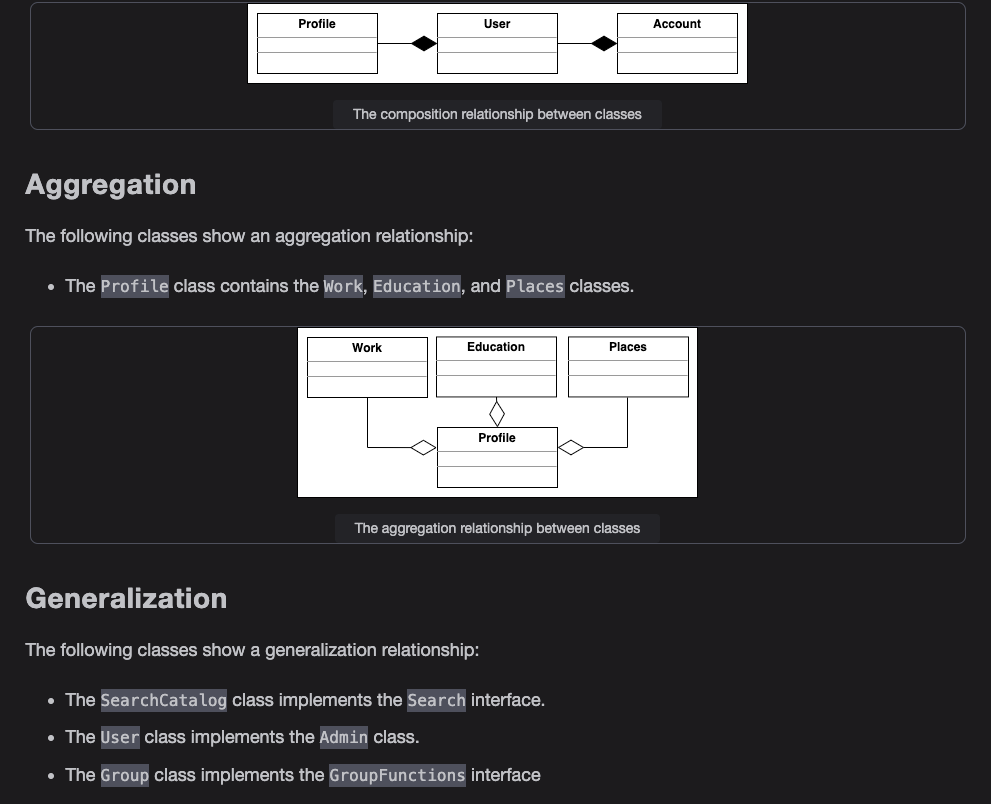 Profile User Account
The composition relationship between classes
Aggregation
The following classes show an aggregation relationship:
• The Profile class contains the Work, Education, and Places classes.
Work Education Places
Profile
The aggregation relationship between classes
Generalization
The following classes show a generalization relationship:
• The SearchCatalog class implements the Search interface.
• The User class implements the Admin class.
• The Group class implements the GroupFunctions interface